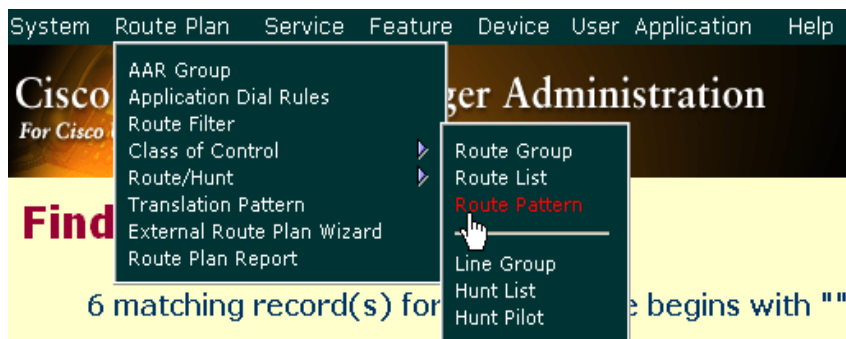 System Route Plan Service Feature Device User Application Help
Cisco ger Administration
For Cisco
AAR Group
Application Dial Rules
Route Filter
Class of Control
Route/Hunt
Translation Pattern
External Route Plan Wizard
Route Plan Report
Route Group
Route List
Route Pattern
Line Group
Hunt List
Hunt Pilot
Find
6 matching record(s) for begins with ""